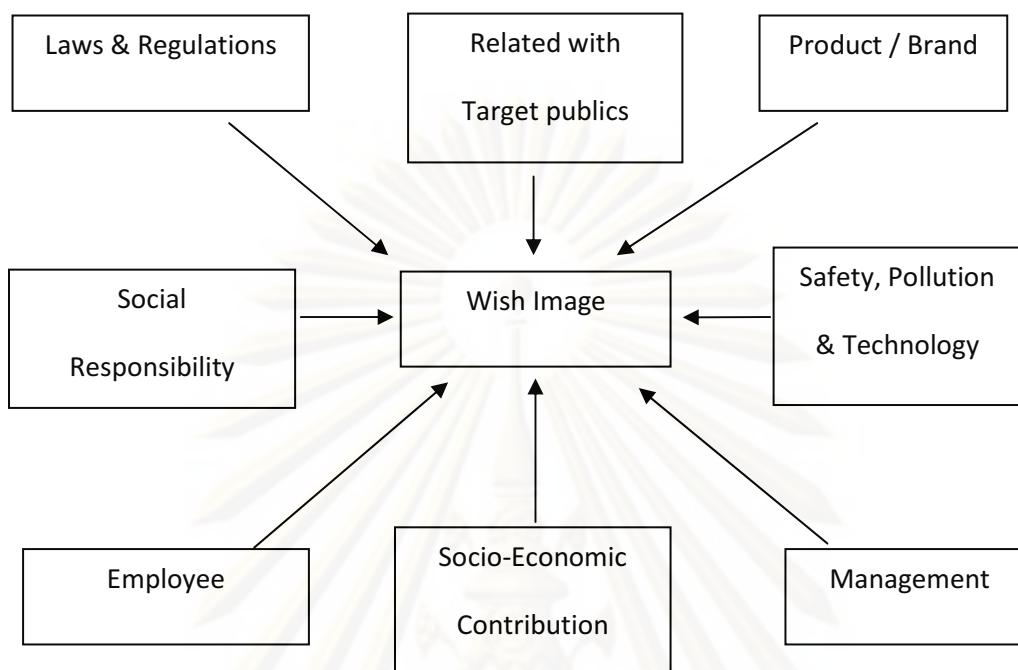 Laws & Regulations
Related with
Target publics
Product / Brand
Social
Responsibility
Wish Image
Safety, Pollution
& Technology
Employee
Socio-Economic
Contribution
Management